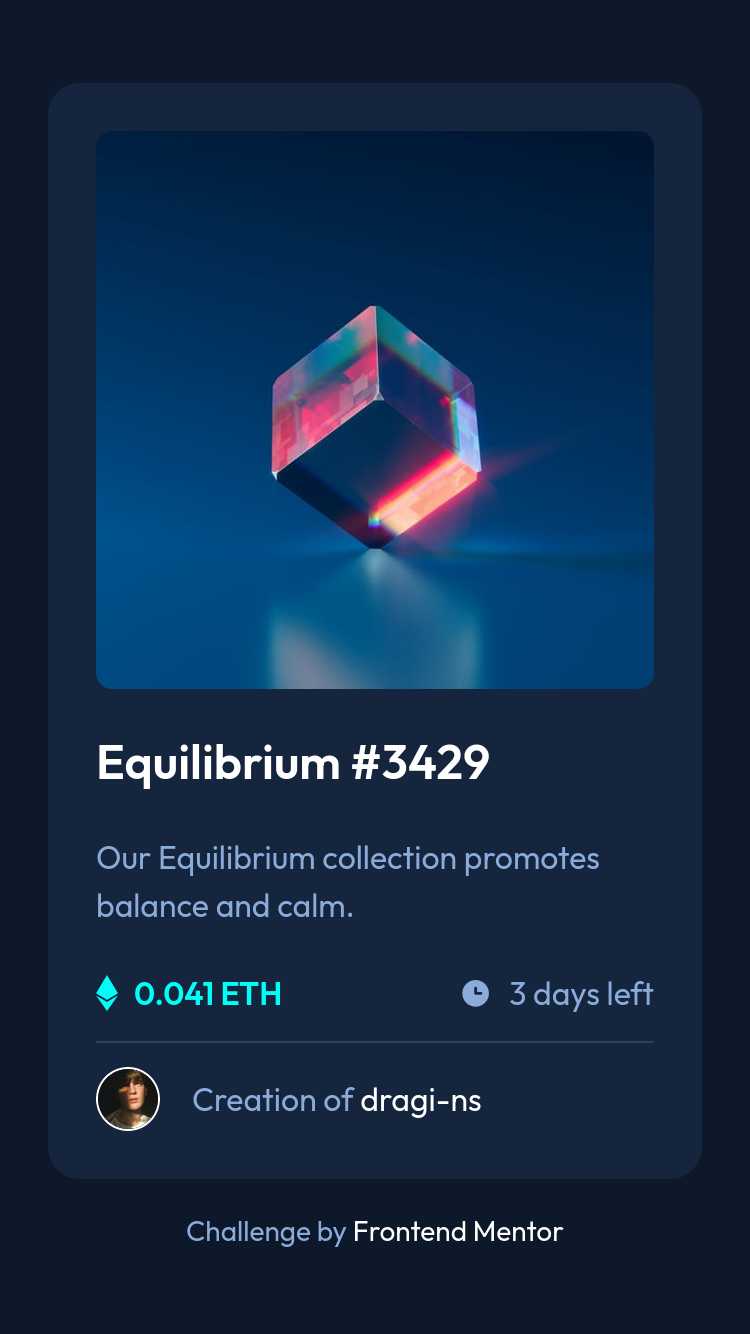 Equilibrium #3429
Our Equilibrium collection promotes
balance and calm.
0.041 ETH
3 days left
Creation of dragi-ns
Challenge by Frontend Mentor